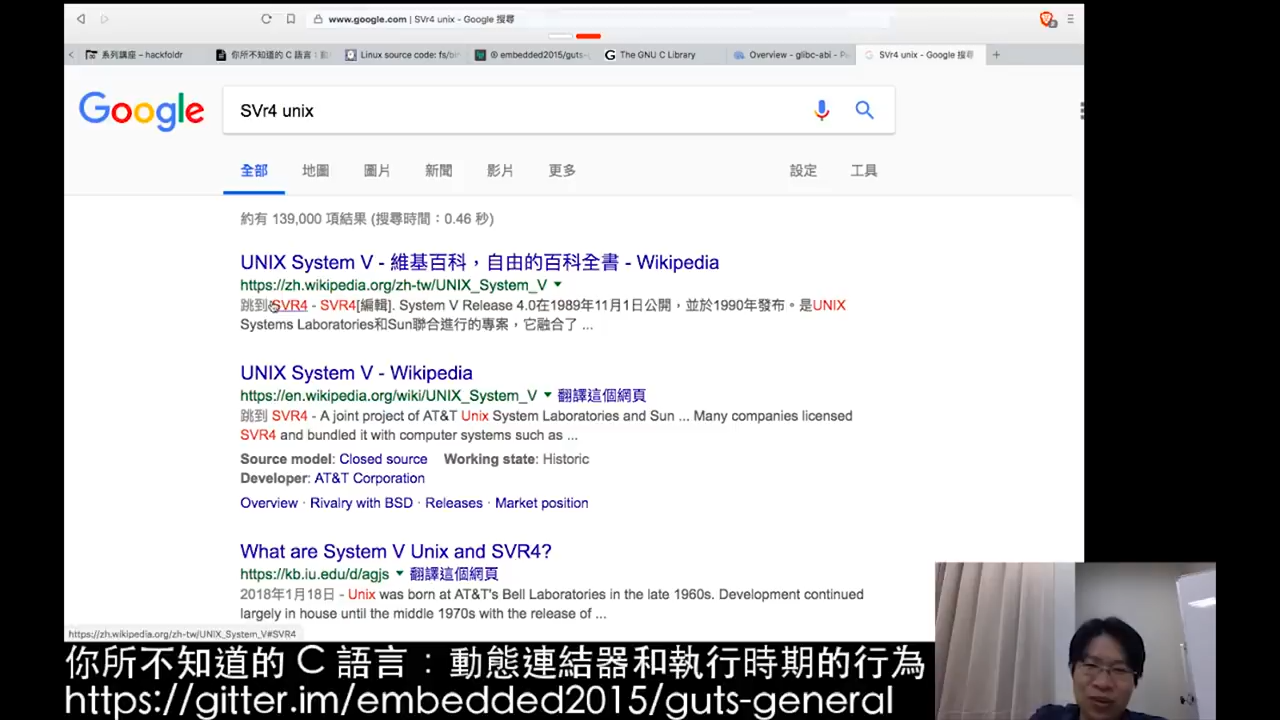 www.google.com | SVr4 unix - Google 搜尋
系列講座 - hackfoldr
你所不知道的 C 語言：動
Linux source code: fs/bin
embedded2015/guts-
The GNU C Library
Overview - glibc-abi -
SVr4 unix - Google 搜尋
Google
SVr4 unix
全部 地圖 圖片 新聞 影片 更多 設定 工具
約有 139,000 項結果 (搜尋時間：0.46 秒)
UNIX System V - 維基百科，自由的百科全書 - Wikipedia
https://zh.wikipedia.org/zh-tw/UNIX_System_V
跳到 SVR4 - SVR4[編輯]. System V Release 4.0在1989年11月1日公開，並於1990年發布。是UNIX
Systems Laboratories和Sun聯合進行的專案，它融合了 ...
UNIX System V - Wikipedia
https://en.wikipedia.org/wiki/UNIX_System_V 翻譯這個網頁
跳到 SVR4 - A joint project of AT&T Unix System Laboratories and Sun ... Many companies licensed
SVR4 and bundled it with computer systems such as ...
Source model: Closed source Working state: Historic
Developer: AT&T Corporation
Overview · Rivalry with BSD · Releases · Market position
What are System V Unix and SVR4?
https://kb.iu.edu/d/agjs 翻譯這個網頁
2018年1月18日 - Unix was born at AT&T's Bell Laboratories in the late 1960s. Development continued
largely in house until the middle 1970s with the release of ...
https://zh.wikipedia.org/zh-tw/UNIX_System_V#SVR4
你所不知道的 C 語言：動態連結器和執行時期的行為
https://gitter.im/embedded2015/guts-general